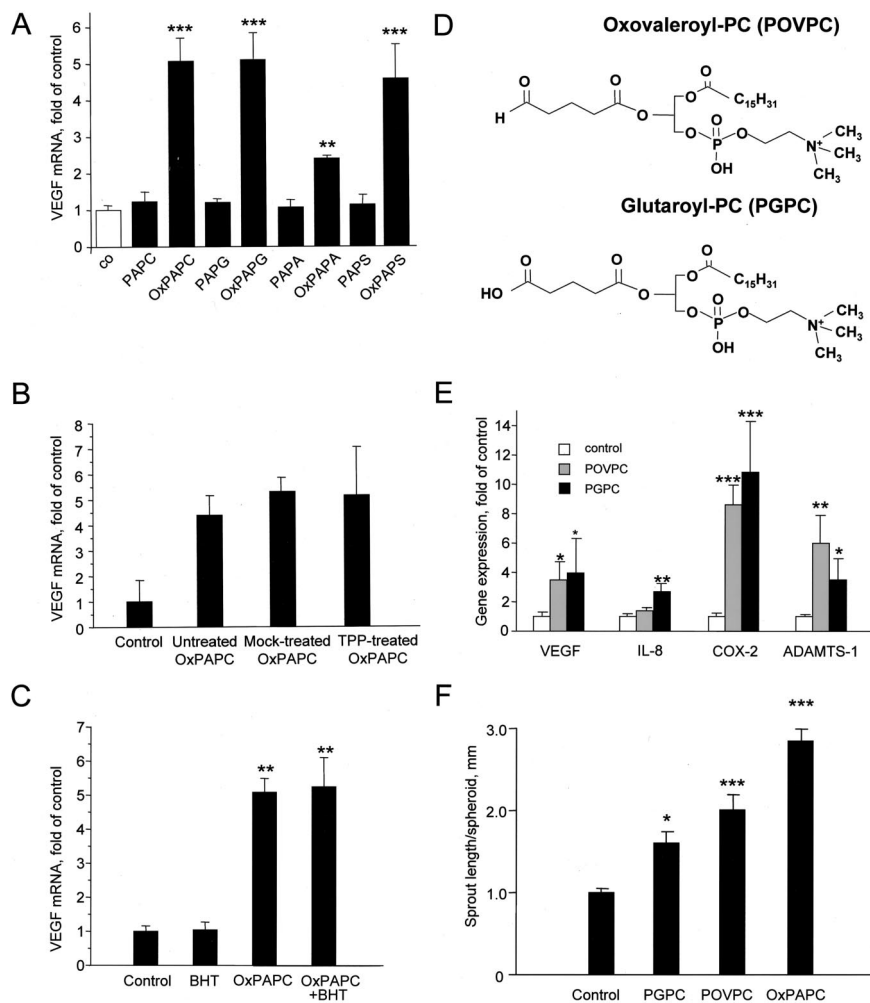 A
VEGF mRNA, fold of control
6
5
4
3
2
1
0
***
***
**
***
co
PAPC
OxPAPC
PAPG
OxPAPG
PAPA
OxPAPA
PAPS
OxPAPS
B
VEGF mRNA, fold of control
8
7
6
5
4
3
2
1
0
Control
Untreated OxPAPC
Mock-treated OxPAPC
TPP-treated OxPAPC
C
VEGF mRNA, fold of control
7
6
5
4
3
2
1
0
**
**
Control
BHT
OxPAPC
OxPAPC
+BHT
D
Oxovaleroyl-PC (POVPC)
O
O
O
H
O
O
C15H31
O
O
P
O
OH
N+
CH3
CH3
CH3
Glutaroyl-PC (PGPC)
O
O
O
HO
O
O
C15H31
O
O
P
O
OH
N+
CH3
CH3
CH3
E
Gene expression, fold of control
14
12
10
8
6
4
2
0
control
POVPC
PGPC
*
*
**
***
***
**
*
VEGF
IL-8
COX-2
ADAMTS-1
F
Sprout length/spheroid, mm
3.0
2.0
1.0
*
***
***
Control
PGPC
POVPC
OxPAPC